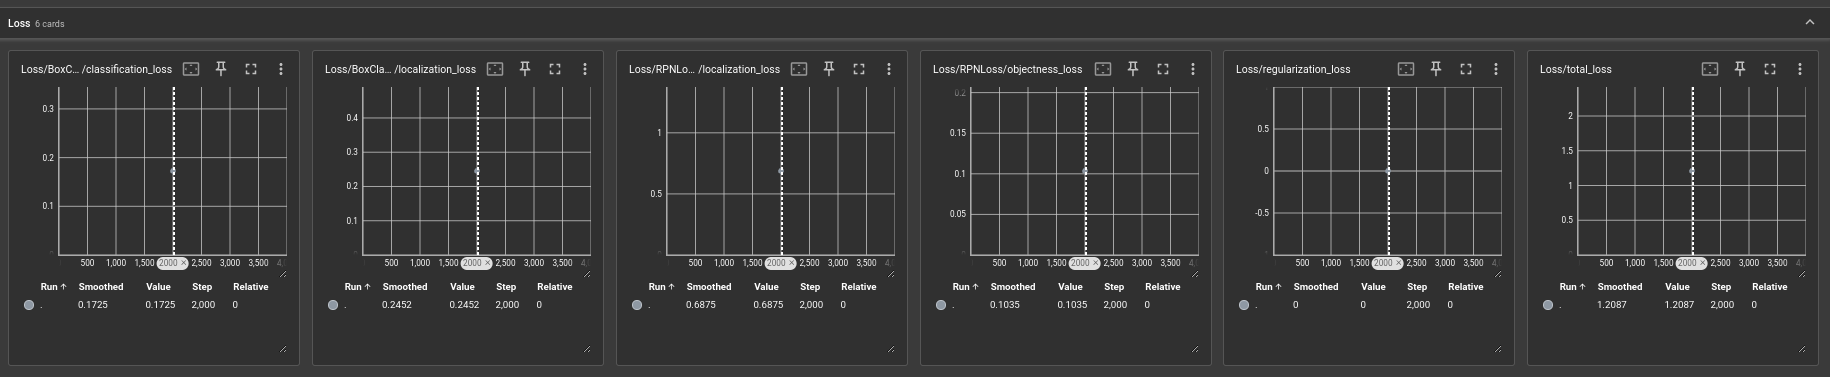 Loss 6 cards
Loss/BoxC... /classification_loss
0.3
0.2
0.1
500 1,000 1,500 2000 × 2,500 3,000 3,500
Run ↑ Smoothed Value Step Relative
. 0.1725 0.1725 2,000 0
Loss/BoxCla... /localization_loss
0.4
0.3
0.2
0.1
500 1,000 1,500 2000 × 2,500 3,000 3,500
Run ↑ Smoothed Value Step Relative
. 0.2452 0.2452 2,000 0
Loss/RPNLo... /localization_loss
1
0.5
500 1,000 1,500 2000 × 2,500 3,000 3,500
Run ↑ Smoothed Value Step Relative
. 0.6875 0.6875 2,000 0
Loss/RPNLoss/objectness_loss
0.2
0.15
0.1
0.05
500 1,000 1,500 2000 × 2,500 3,000 3,500
Run ↑ Smoothed Value Step Relative
. 0.1035 0.1035 2,000 0
Loss/regularization_loss
0.5
0
-0.5
500 1,000 1,500 2000 × 2,500 3,000 3,500
Run ↑ Smoothed Value Step Relative
. 0 0 2,000 0
Loss/total_loss
2
1.5
1
0.5
500 1,000 1,500 2000 × 2,500 3,000 3,500
Run ↑ Smoothed Value Step Relative
. 1.2087 1.2087 2,000 0